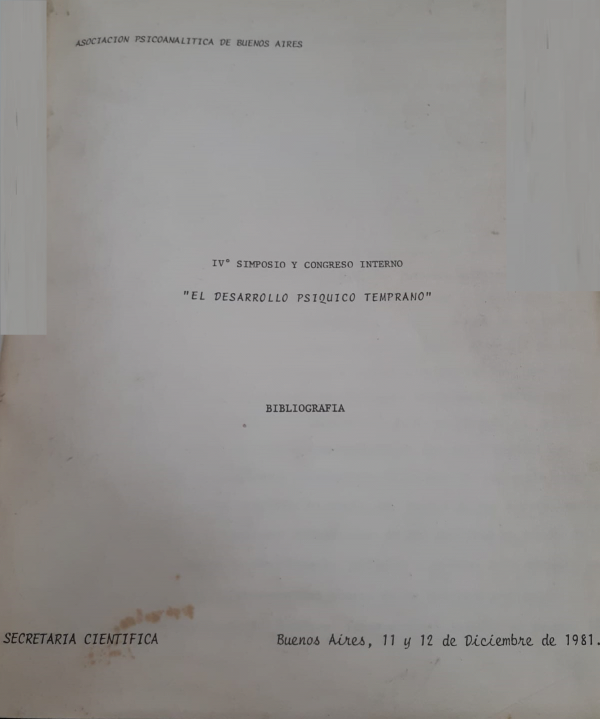 ASOCIACION PSICOANALITICA DE BUENOS AIRES
IV° SIMPOSIO Y CONGRESO INTERNO
"EL DESARROLLO PSIQUICO TEMPRANO"
BIBLIOGRAFIA
SECRETARIA CIENTIFICA Buenos Aires, 11 y 12 de Diciembre de 1981.